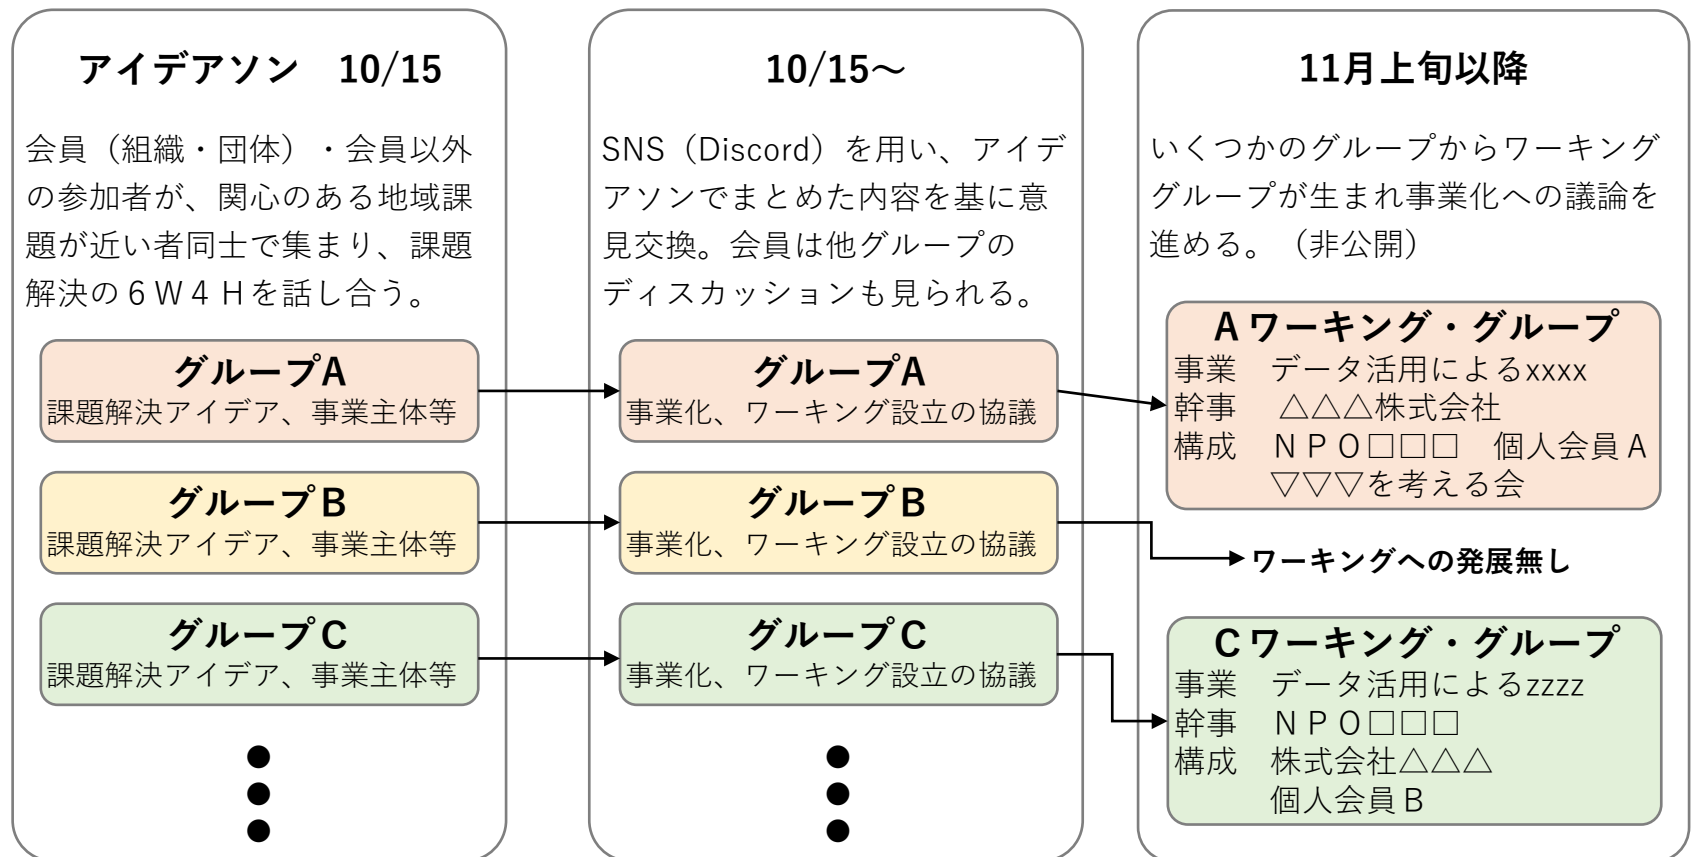 アイデアソン　10/15
会員（組織・団体）・会員以外
の参加者が、関心のある地域課
題が近い者同士で集まり、課題
解決の６Ｗ４Ｈを話し合う。
グループA
課題解決アイデア、事業主体等
グループＢ
課題解決アイデア、事業主体等
グループＣ
課題解決アイデア、事業主体等
10/15～
SNS（Discord）を用い、アイデ
アソンでまとめた内容を基に意
見交換。会員は他グループの
ディスカッションも見られる。
グループA
事業化、ワーキング設立の協議
グループＢ
事業化、ワーキング設立の協議
グループＣ
事業化、ワーキング設立の協議
11月上旬以降
いくつかのグループからワーキング
グループが生まれ事業化への議論を
進める。（非公開）
Ａワーキング・グループ
事業　データ活用によるxxxx
幹事　△△△株式会社
構成　ＮＰＯ□□□　個人会員Ａ
▽▽▽を考える会
ワーキングへの発展無し
Ｃワーキング・グループ
事業　データ活用によるzzzz
幹事　ＮＰＯ□□□
構成　株式会社△△△
個人会員Ｂ